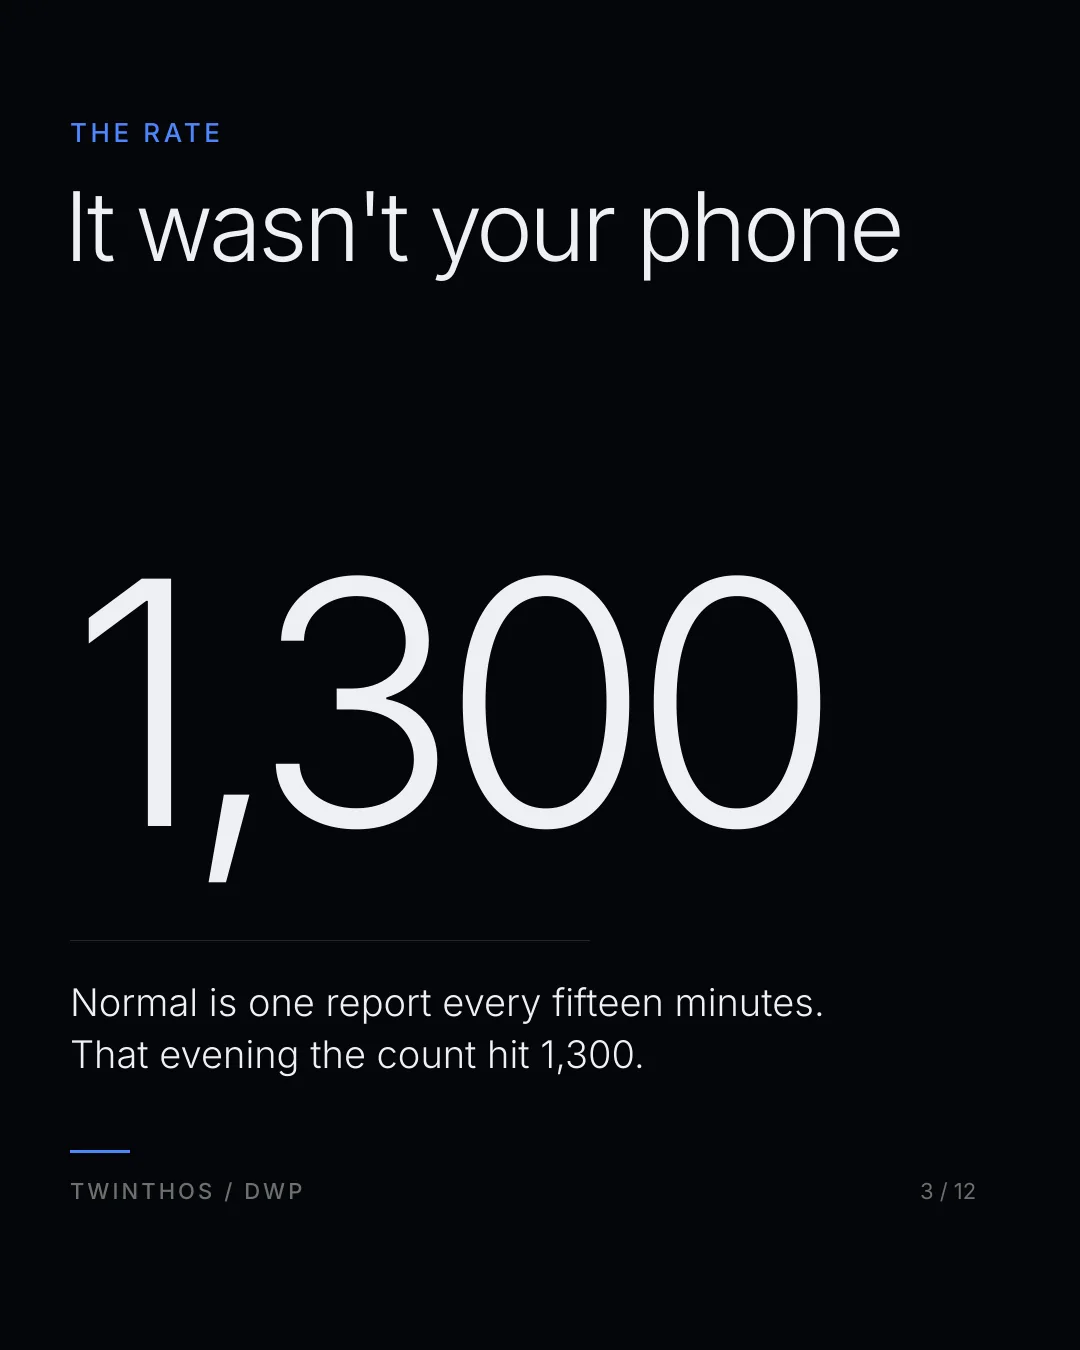 THE RATE
It wasn't your phone
1,300
Normal is one report every fifteen minutes.
That evening the count hit 1,300.
TWINTHOS / DWP
3 / 12